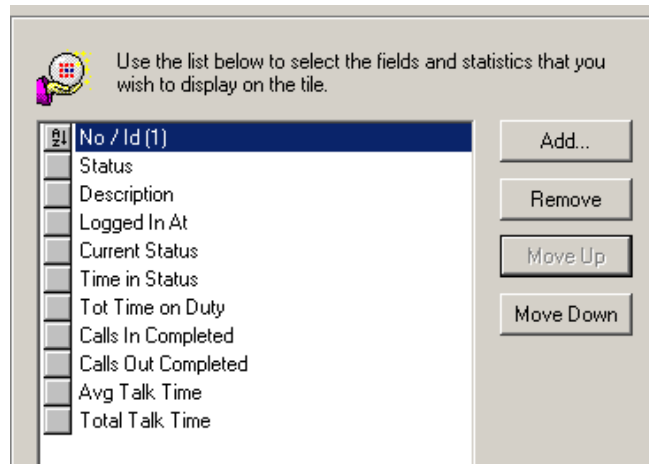 Use the list below to select the fields and statistics that you
wish to display on the tile.
No / Id (1)
Status
Description
Logged In At
Current Status
Time in Status
Tot Time on Duty
Calls In Completed
Calls Out Completed
Avg Talk Time
Total Talk Time
Add...
Remove
Move Up
Move Down